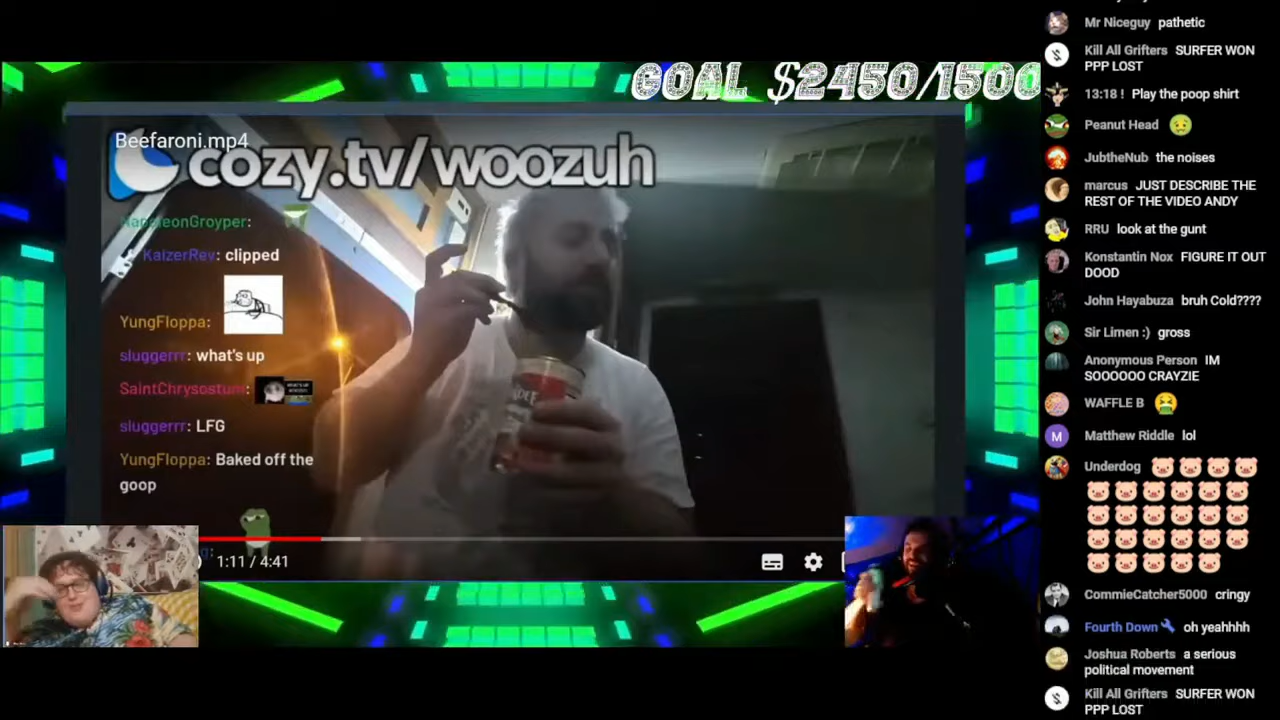 GOAL $2450/1500
Beefaroni.mp4
cozy.tv/woozuh
NapoleonGroyper:
KaizerRev: clipped
YungFloppa:
sluggerrr: what's up
SaintChrysostum:
sluggerrr: LFG
YungFloppa: Baked off the
goop
1:11 / 4:41
Mr Niceguy pathetic
Kill All Grifters SURFER WON
PPP LOST
13:18 ! Play the poop shirt
Peanut Head
JubtheNub the noises
marcus JUST DESCRIBE THE
REST OF THE VIDEO ANDY
RRU look at the gunt
Konstantin Nox FIGURE IT OUT
DOOD
John Hayabuza bruh Cold????
Sir Limen :) gross
Anonymous Person IM
SOOOOOO CRAYZIE
WAFFLE B
M
Matthew Riddle lol
Underdog
CommieCatcher5000 cringy
Fourth Down oh yeahhhh
Joshua Roberts a serious
political movement
Kill All Grifters SURFER WON
PPP LOST